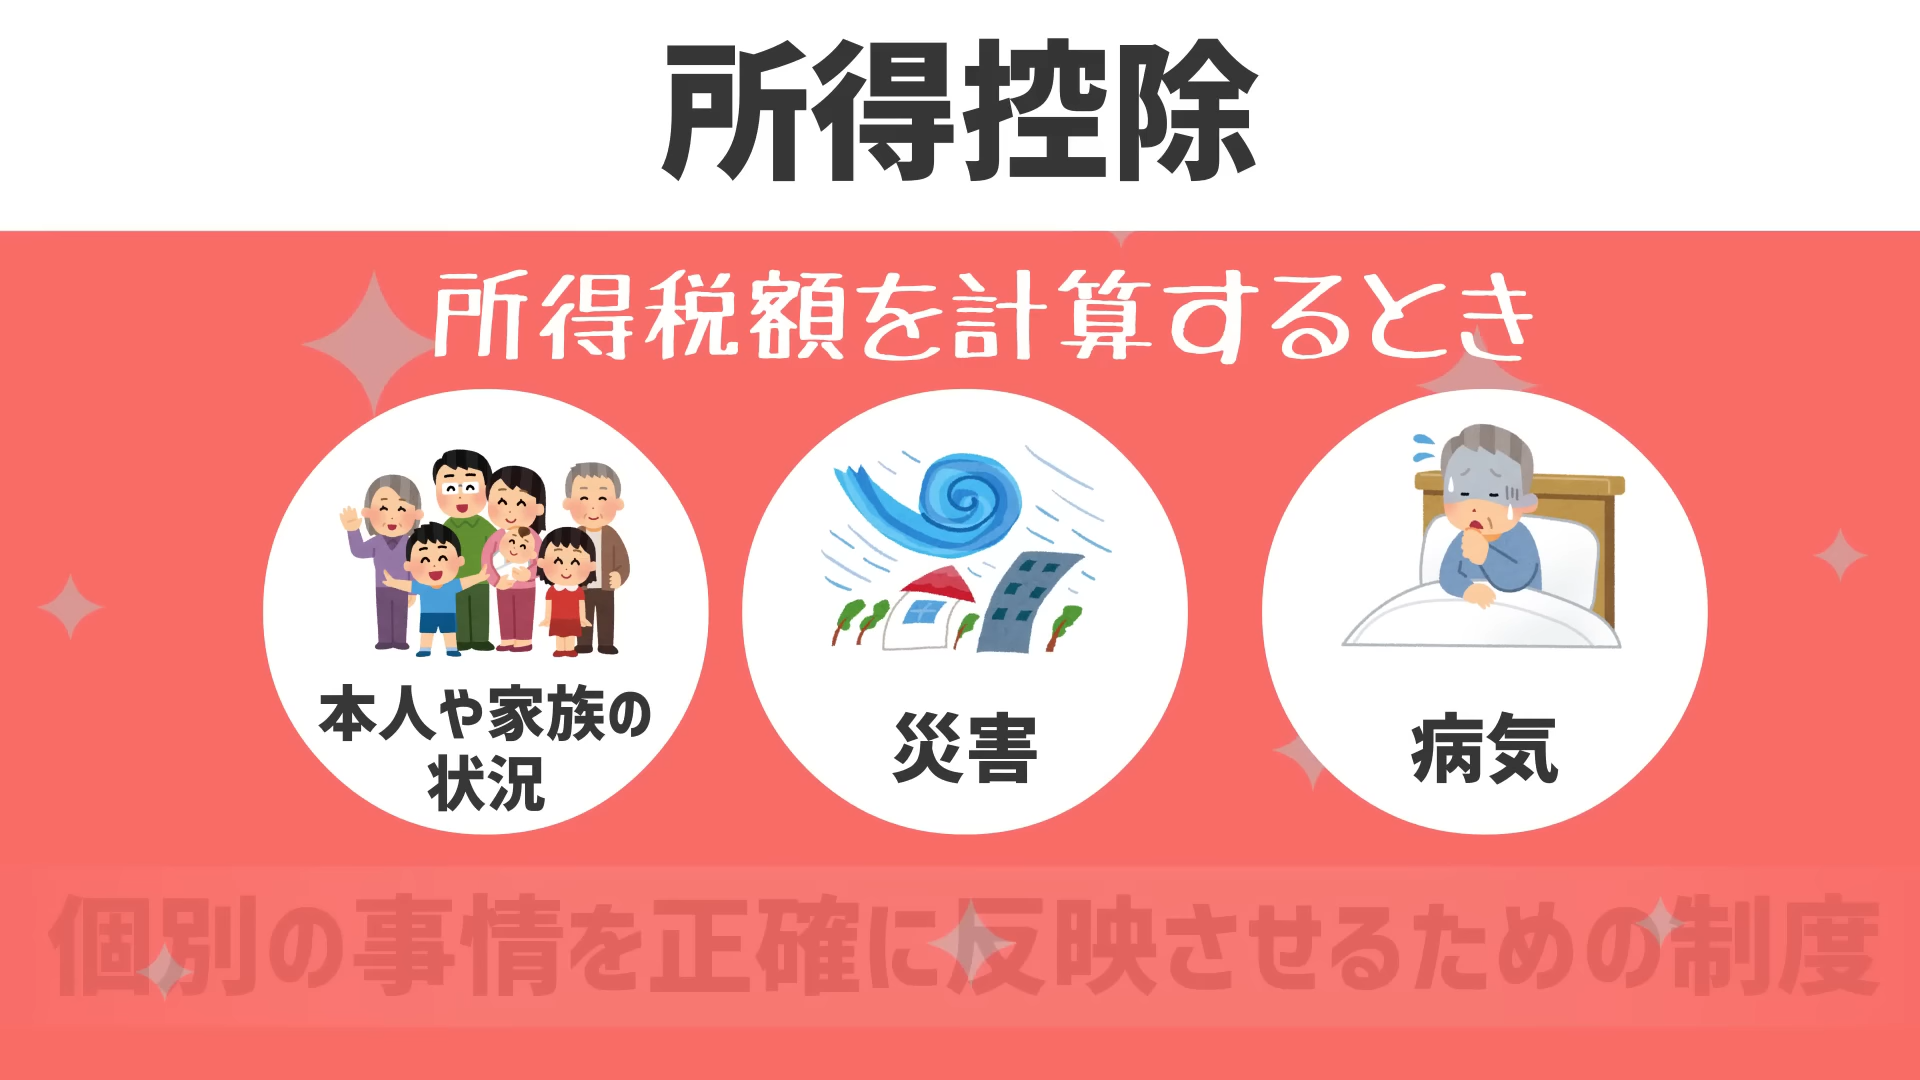 所得控除
所得税額を計算するとき
本人や家族の
状況
災害
病気
個別の事情を正確に反映させるための制度